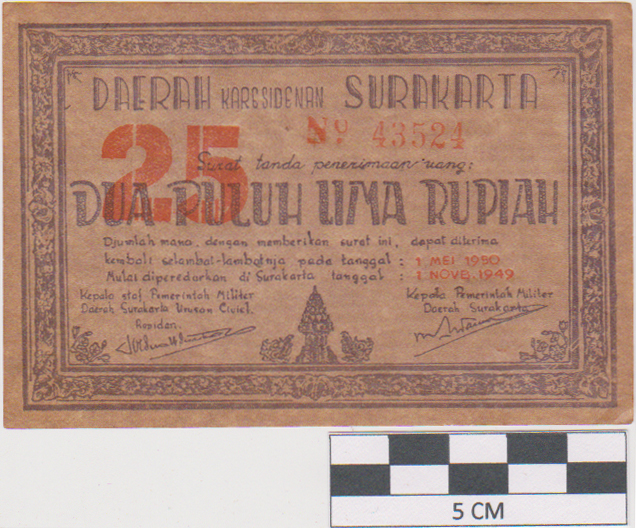 DAERAH KARESIDENAN SURAKARTA
No 43524
25
Surat tanda penerimaan uang:
DUA PULUH LIMA RUPIAH
Djumlah mana, dengan memberikan surat ini, dapat diterima
kembali selambat-lambatnja pada tanggal : 1 MEI 1950
Mulai diperedarkan di Surakarta tanggal : 1 NOVE.1949
Kepala staf Pemerintah Militer
Daerah Surakarta Urusan Civiel.
Residen.
Kepala Pemerintah Militer
Daerah Surakarta
5 CM